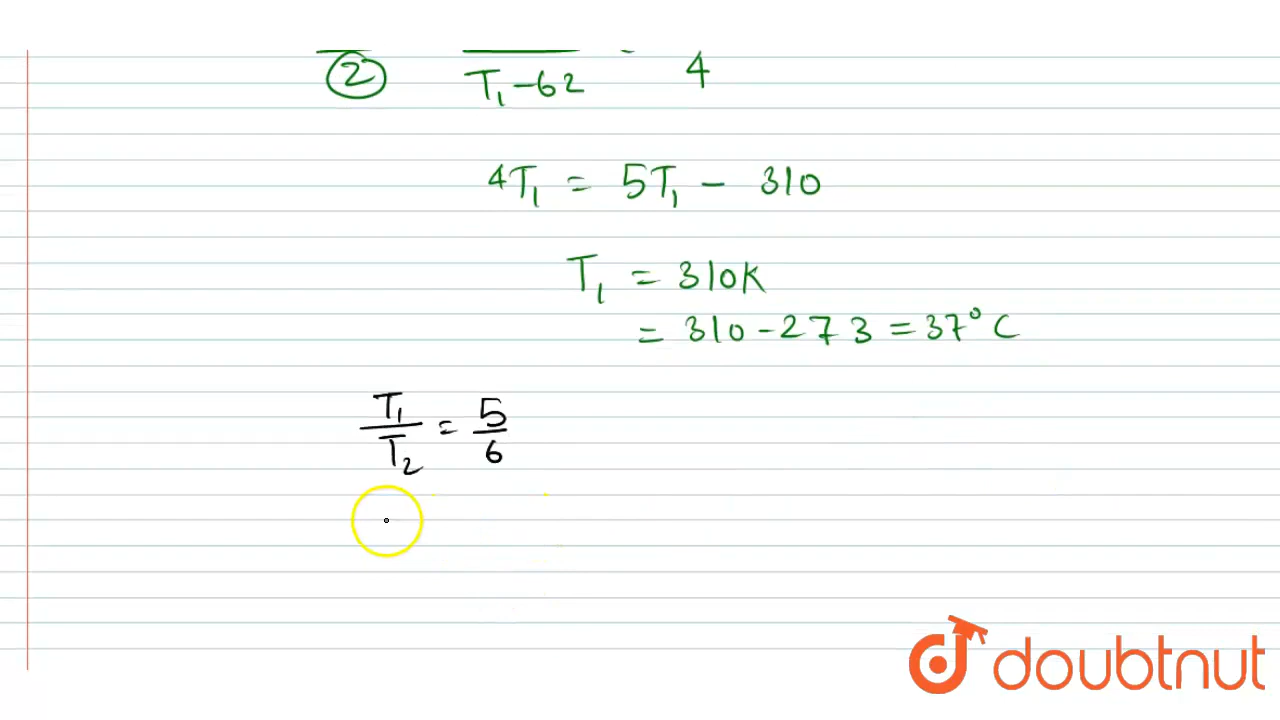 ② T₁-62 4
4T₁ = 5T₁ - 310
T₁ = 310K
= 310-273 = 37°C
T₁/T₂ = 5/6
doubtnut